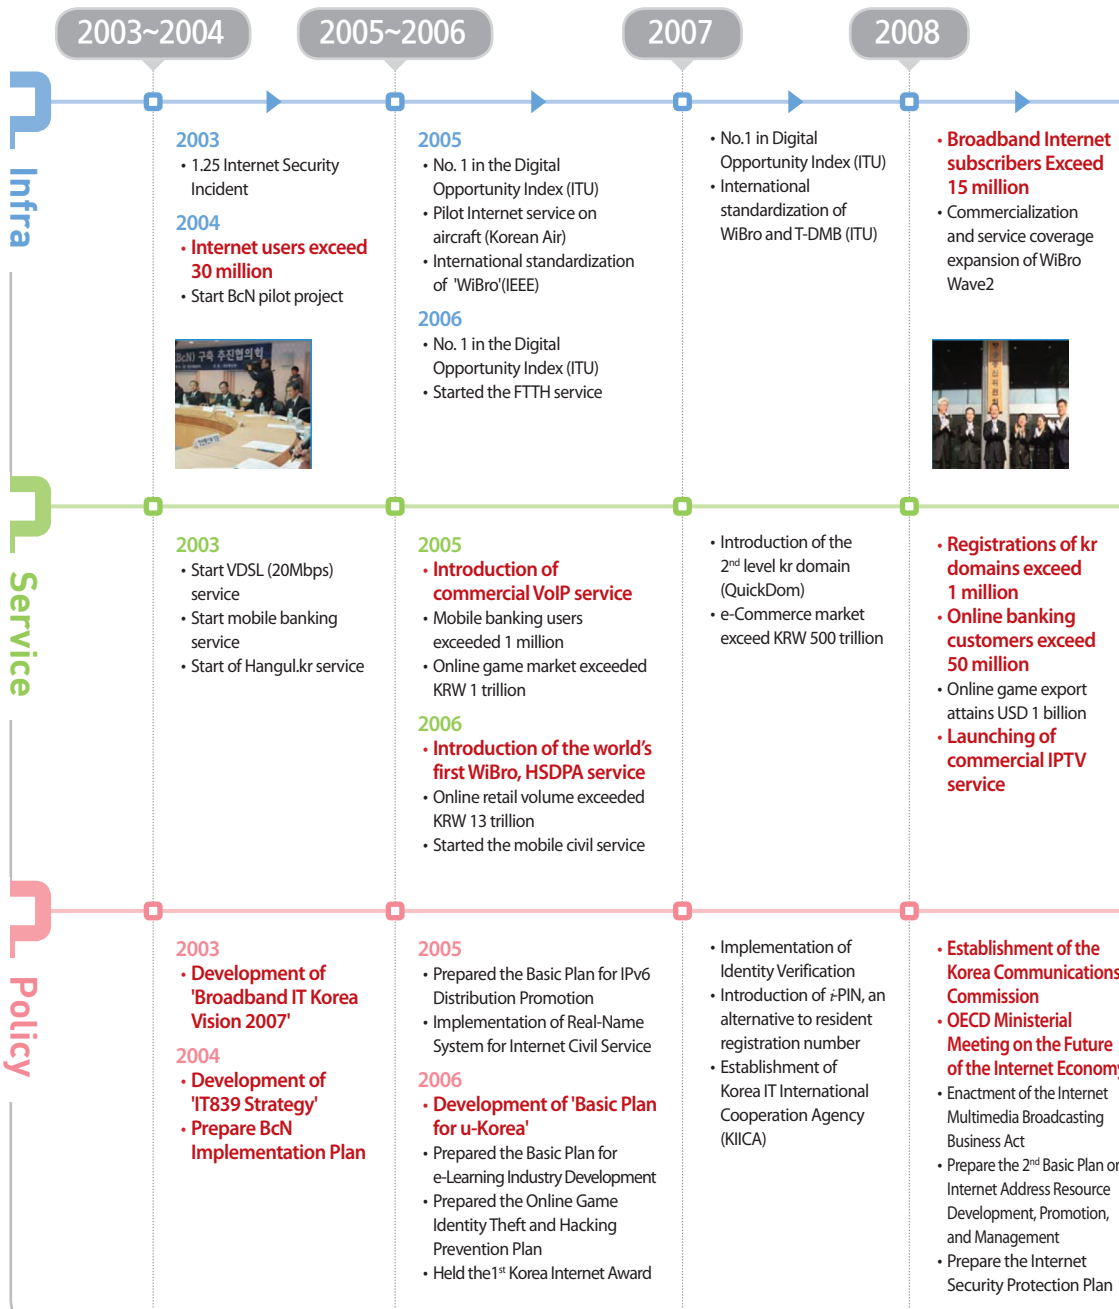 2003~2004
2005~2006
2007
2008
Infra
2003
• 1.25 Internet Security
Incident
2004
• Internet users exceed
30 million
• Start BcN pilot project
BcN) 구축 추진협의회
2005
• No. 1 in the Digital
Opportunity Index (ITU)
• Pilot Internet service on
aircraft (Korean Air)
• International standardization
of 'WiBro'(IEEE)
2006
• No. 1 in the Digital
Opportunity Index (ITU)
• Started the FTTH service
• No.1 in Digital
Opportunity Index (ITU)
• International
standardization of
WiBro and T-DMB (ITU)
• Broadband Internet
subscribers Exceed
15 million
• Commercialization
and service coverage
expansion of WiBro
Wave2
Service
2003
• Start VDSL (20Mbps)
service
• Start mobile banking
service
• Start of Hangul.kr service
2005
• Introduction of
commercial VoIP service
• Mobile banking users
exceeded 1 million
• Online game market exceeded
KRW 1 trillion
2006
• Introduction of the world's
first WiBro, HSDPA service
• Online retail volume exceeded
KRW 13 trillion
• Started the mobile civil service
• Introduction of the
2nd level kr domain
(QuickDom)
• e-Commerce market
exceed KRW 500 trillion
• Registrations of kr
domains exceed
1 million
• Online banking
customers exceed
50 million
• Online game export
attains USD 1 billion
• Launching of
commercial IPTV
service
Policy
2003
• Development of
'Broadband IT Korea
Vision 2007'
2004
• Development of
'IT839 Strategy'
• Prepare BcN
Implementation Plan
2005
• Prepared the Basic Plan for IPv6
Distribution Promotion
• Implementation of Real-Name
System for Internet Civil Service
2006
• Development of 'Basic Plan
for u-Korea'
• Prepared the Basic Plan for
e-Learning Industry Development
• Prepared the Online Game
Identity Theft and Hacking
Prevention Plan
• Held the1st Korea Internet Award
• Implementation of
Identity Verification
• Introduction of i-PIN, an
alternative to resident
registration number
• Establishment of
Korea IT International
Cooperation Agency
(KIICA)
• Establishment of the
Korea Communications
Commission
• OECD Ministerial
Meeting on the Future
of the Internet Economy
• Enactment of the Internet
Multimedia Broadcasting
Business Act
• Prepare the 2nd Basic Plan on
Internet Address Resource
Development, Promotion,
and Management
• Prepare the Internet
Security Protection Plan